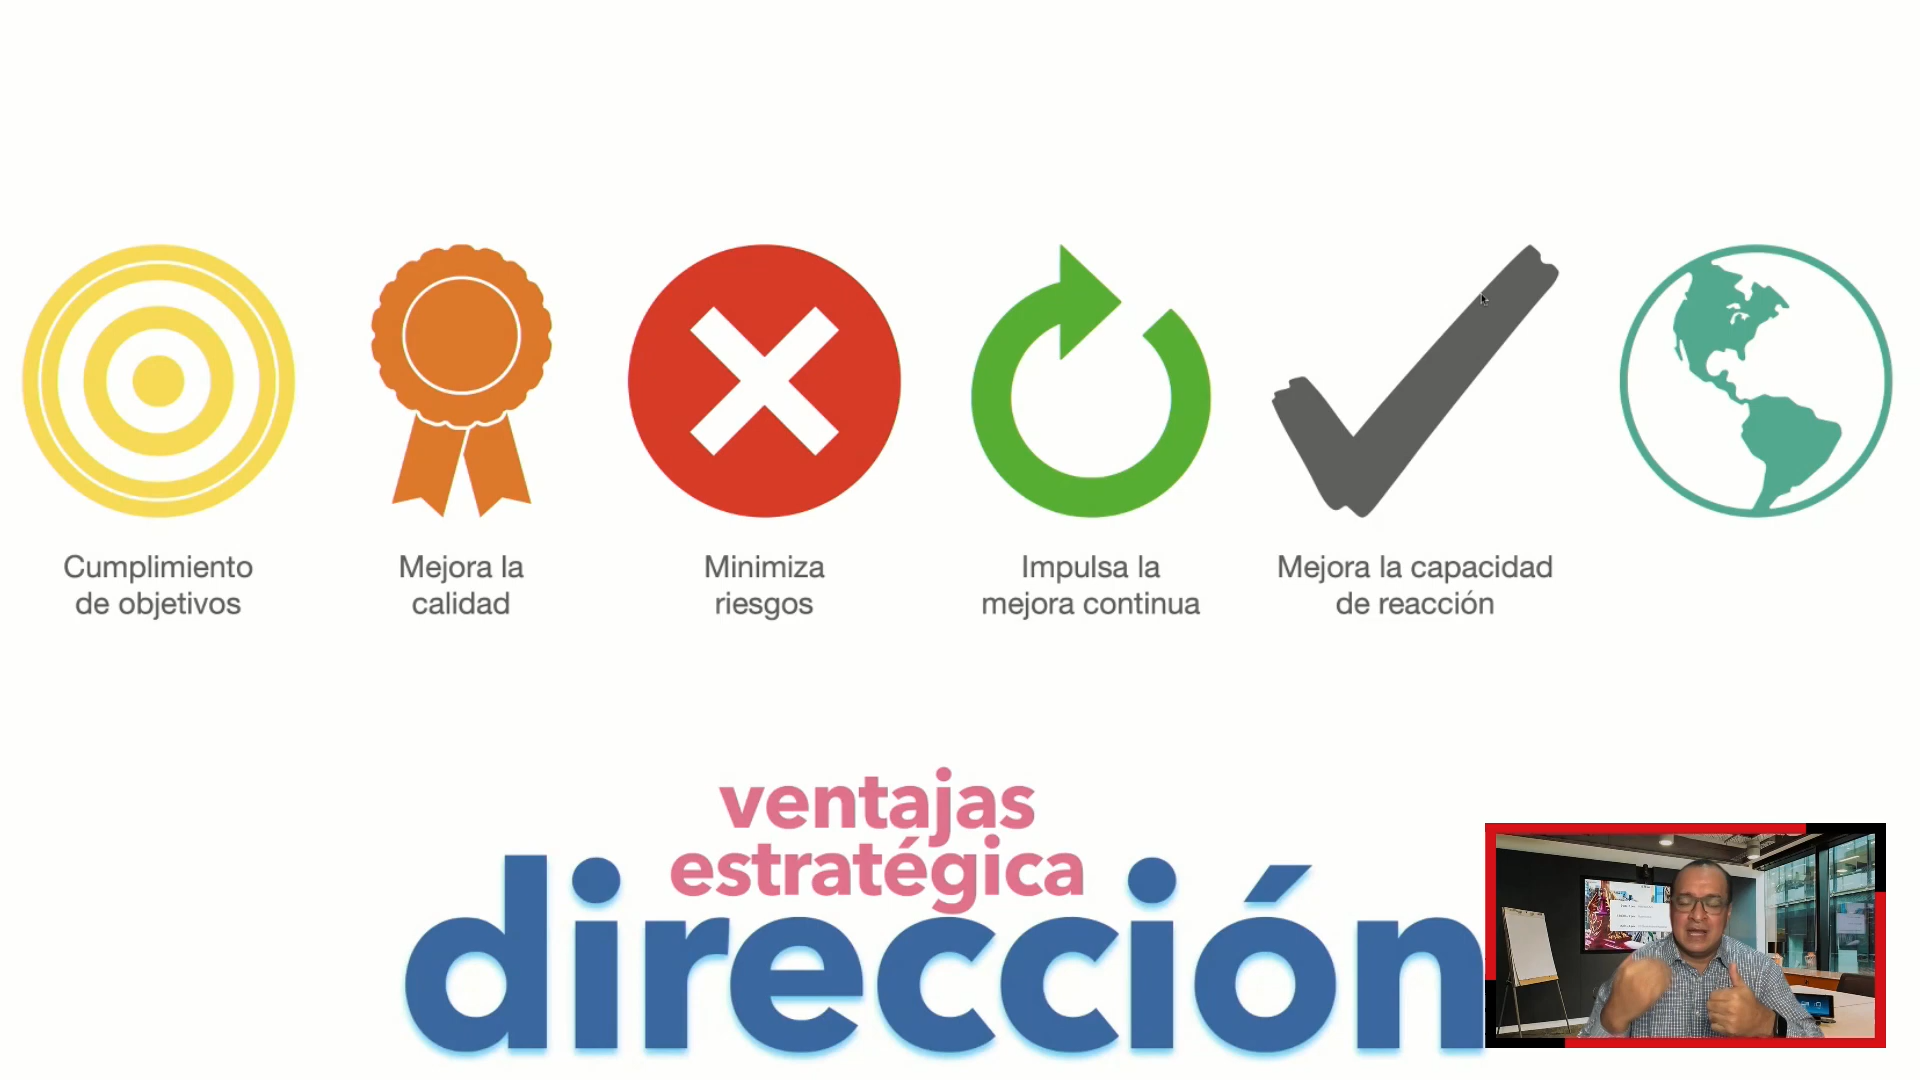 Cumplimiento
de objetivos
Mejora la
calidad
Minimiza
riesgos
Impulsa la
mejora continua
Mejora la capacidad
de reacción
ventajas
estratégica
dirección